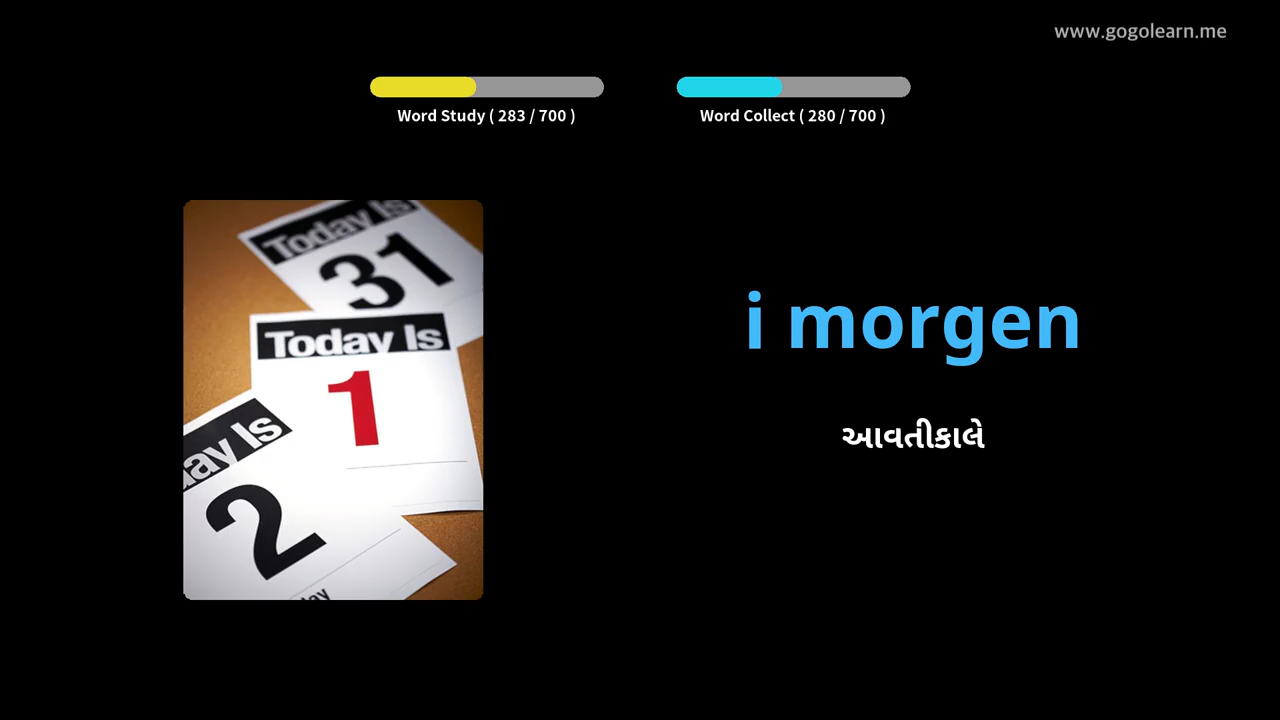 www.gogolearn.me
Word Study ( 283 / 700 )
Word Collect ( 280 / 700 )
Today Is
31
Today Is
1
ay Is
2
i morgen
આવતીકાલે